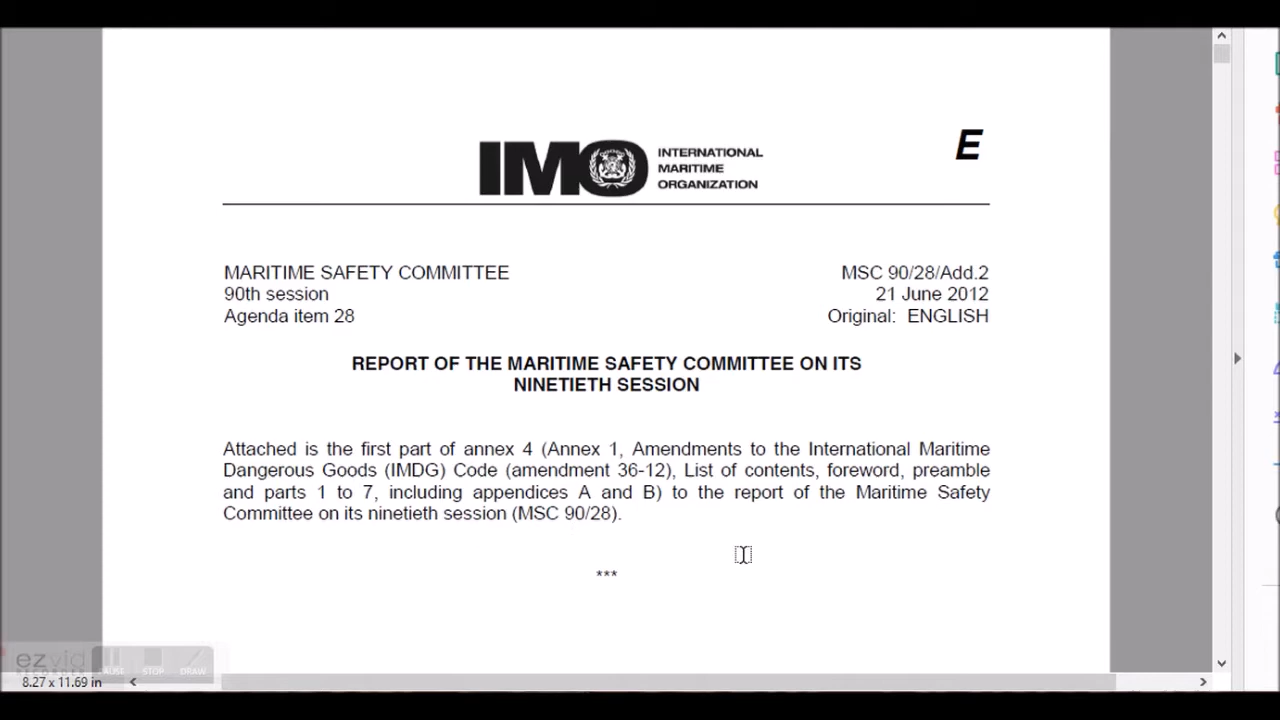 E
IMO INTERNATIONAL
MARITIME
ORGANIZATION
MARITIME SAFETY COMMITTEE
90th session
Agenda item 28
MSC 90/28/Add.2
21 June 2012
Original: ENGLISH
REPORT OF THE MARITIME SAFETY COMMITTEE ON ITS
NINETIETH SESSION
Attached is the first part of annex 4 (Annex 1, Amendments to the International Maritime
Dangerous Goods (IMDG) Code (amendment 36-12), List of contents, foreword, preamble
and parts 1 to 7, including appendices A and B) to the report of the Maritime Safety
Committee on its ninetieth session (MSC 90/28).
***
ezvid
STOP
DRAW
8.27 x 11.69 in